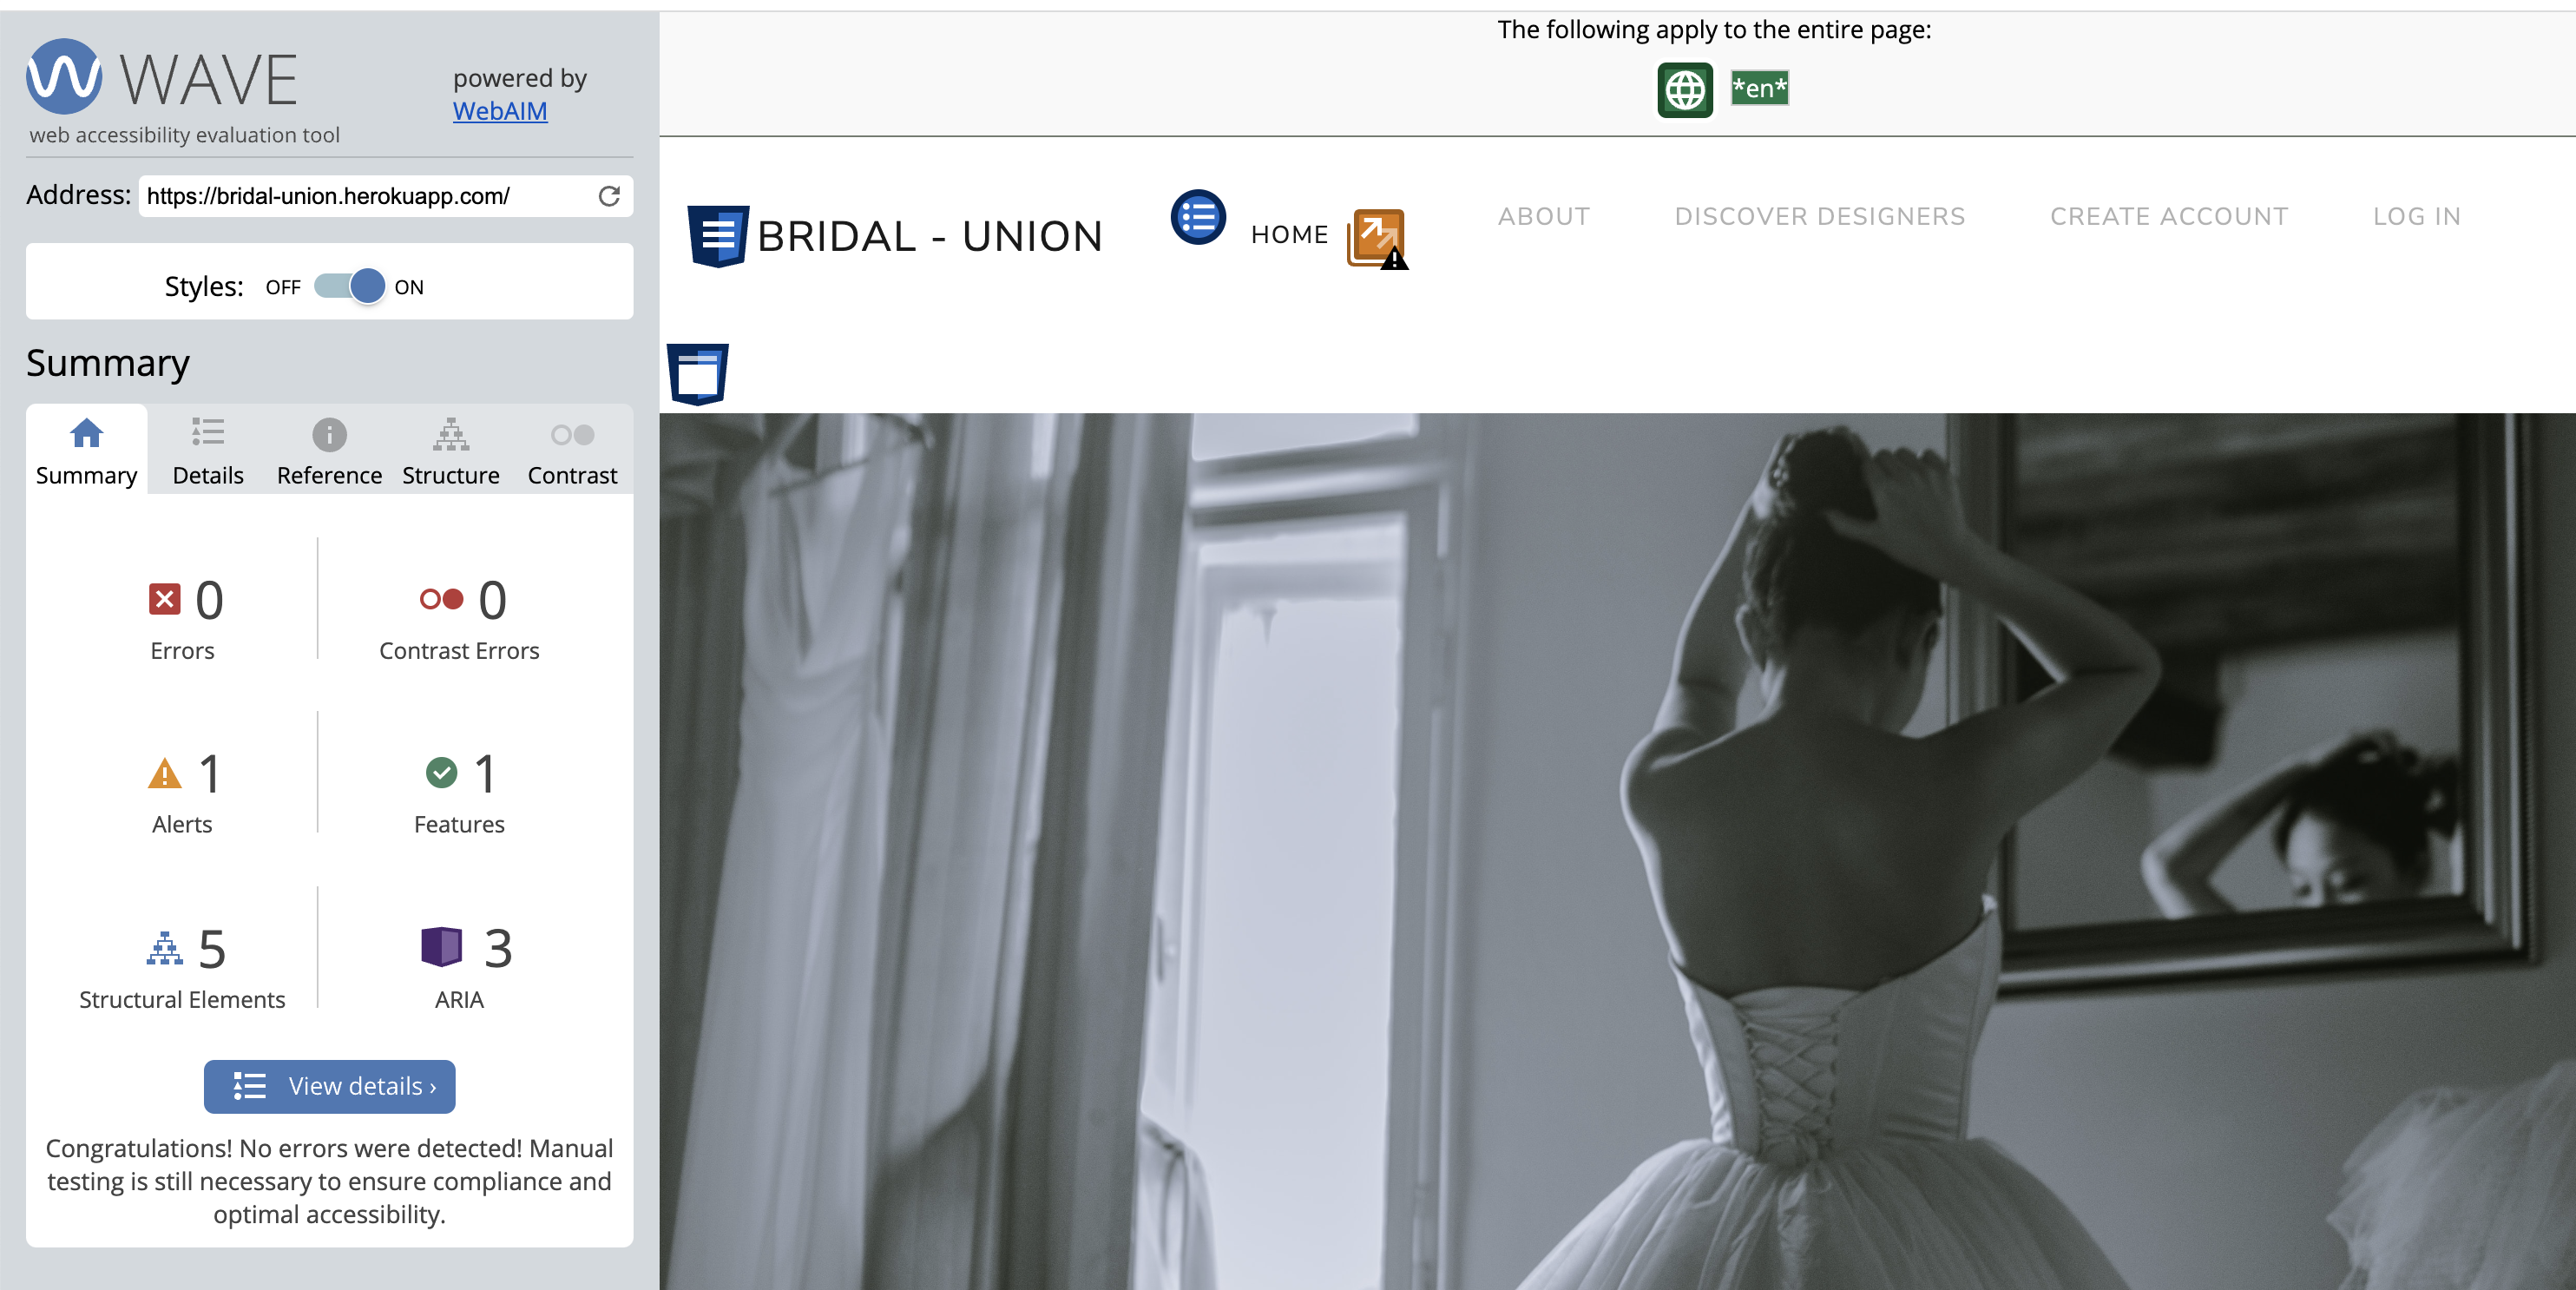 WAVE
powered by
WebAIM
web accessibility evaluation tool
Address: https://bridal-union.herokuapp.com/
Styles: OFF ON
Summary
Summary Details Reference Structure Contrast
0 0
Errors Contrast Errors
1 1
Alerts Features
5 3
Structural Elements ARIA
View details ›
Congratulations! No errors were detected! Manual
testing is still necessary to ensure compliance and
optimal accessibility.
The following apply to the entire page:
*en*
BRIDAL - UNION HOME ABOUT DISCOVER DESIGNERS CREATE ACCOUNT LOG IN